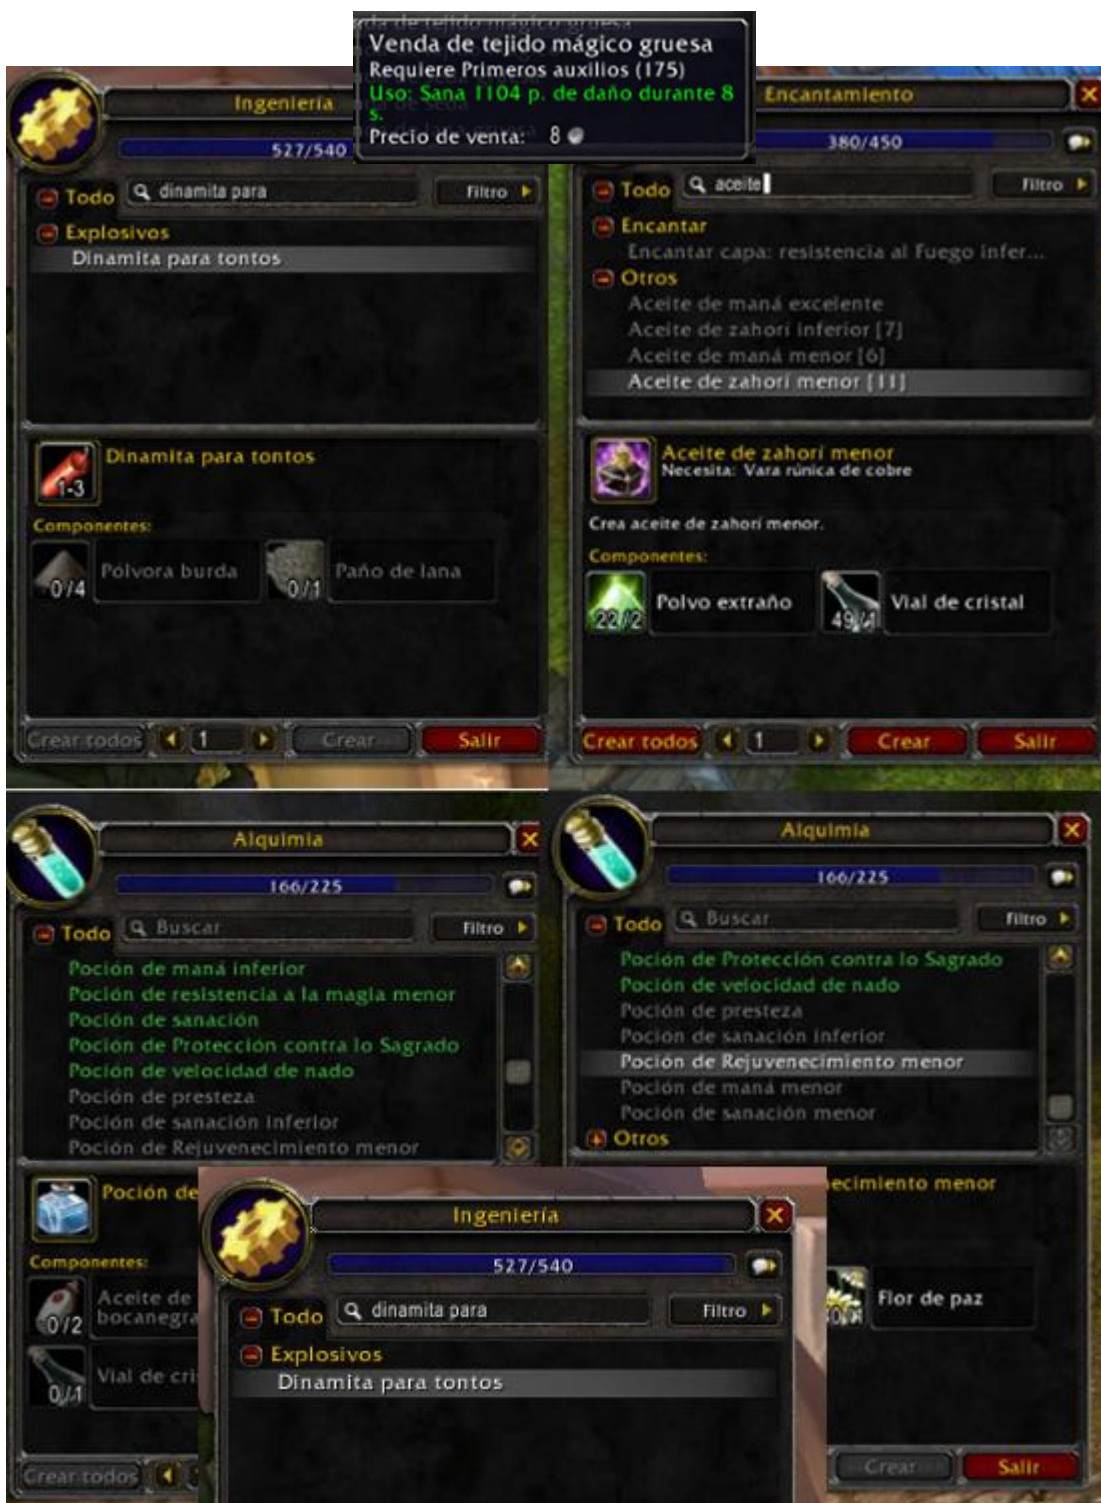 Venda de tejido mágico gruesa
Requiere Primeros auxilios (175)
Uso: Sana 1104 p. de daño durante 8
s.
Precio de venta: 8
Ingeniería
527/540
Todo
dinamita para
Filtro
Explosivos
Dinamita para tontos
Dinamita para tontos
1-3
Componentes:
0/4
Pólvora burda
0/1
Paño de lana
Crear todos
1
Crear
Salir
Encantamiento
380/450
Todo
aceite
Filtro
Encantar
Encantar capa: resistencia al Fuego infer...
Otros
Aceite de maná excelente
Aceite de zahorí inferior [7]
Aceite de maná menor [6]
Aceite de zahorí menor [11]
Aceite de zahorí menor
Necesita: Vara rúnica de cobre
Crea aceite de zahorí menor.
Componentes:
22/2
Polvo extraño
49/1
Vial de cristal
Crear todos
1
Crear
Salir
Alquimia
166/225
Todo
Buscar
Filtro
Poción de maná inferior
Poción de resistencia a la magia menor
Poción de sanación
Poción de Protección contra lo Sagrado
Poción de velocidad de nado
Poción de presteza
Poción de sanación inferior
Poción de Rejuvenecimiento menor
Poción de
Componentes:
0/2
Aceite de
bocanegra
0/1
Vial de cri
Crear todos
Alquimia
166/225
Todo
Buscar
Filtro
Poción de Protección contra lo Sagrado
Poción de velocidad de nado
Poción de presteza
Poción de sanación inferior
Poción de Rejuvenecimiento menor
Poción de maná menor
Poción de sanación menor
Otros
ecimiento menor
Flor de paz
Crear
Salir
Ingeniería
527/540
Todo
dinamita para
Filtro
Explosivos
Dinamita para tontos